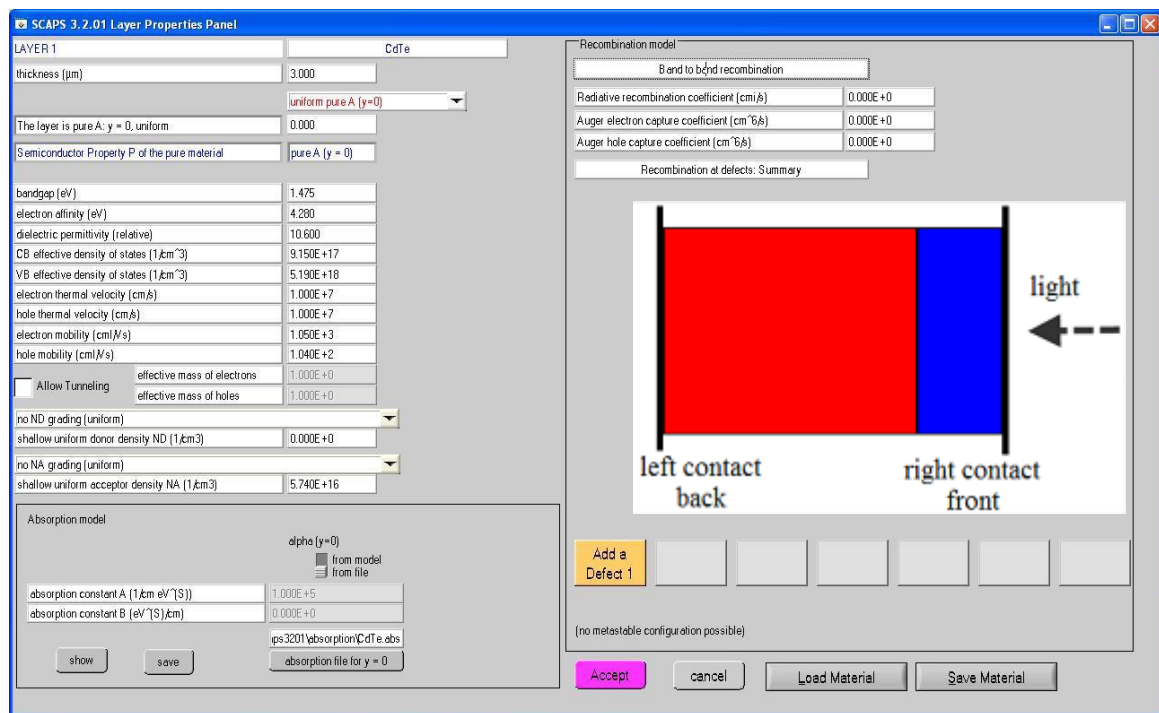 SCAPS 3.2.01 Layer Properties Panel
LAYER 1
CdTe
thickness (µm)
3.000
uniform pure A (y=0)
The layer is pure A: y = 0, uniform
0.000
Semiconductor Property P of the pure material
pure A (y = 0)
bandgap (eV)
1.475
electron affinity (eV)
4.280
dielectric permittivity (relative)
10.600
CB effective density of states (1/cm^3)
9.150E+17
VB effective density of states (1/cm^3)
5.190E+18
electron thermal velocity (cm/s)
1.000E+7
hole thermal velocity (cm/s)
1.000E+7
electron mobility (cm²/Vs)
1.050E+3
hole mobility (cm²/Vs)
1.040E+2
Allow Tunneling
effective mass of electrons
1.000E+0
effective mass of holes
1.000E+0
no ND grading (uniform)
shallow uniform donor density ND (1/cm3)
0.000E+0
no NA grading (uniform)
shallow uniform acceptor density NA (1/cm3)
5.740E+16
Absorption model
alpha (y=0)
from model
from file
absorption constant A (1/cm eV^(S))
1.000E+5
absorption constant B (eV^(S)/cm)
0.000E+0
ps3201\absorption\CdTe.abs
show
save
absorption file for y = 0
Recombination model
Band to band recombination
Radiative recombination coefficient (cm³/s)
0.000E+0
Auger electron capture coefficient (cm^6/s)
0.000E+0
Auger hole capture coefficient (cm^6/s)
0.000E+0
Recombination at defects: Summary
light
left contact
back
right contact
front
Add a
Defect 1
(no metastable configuration possible)
Accept
cancel
Load Material
Save Material